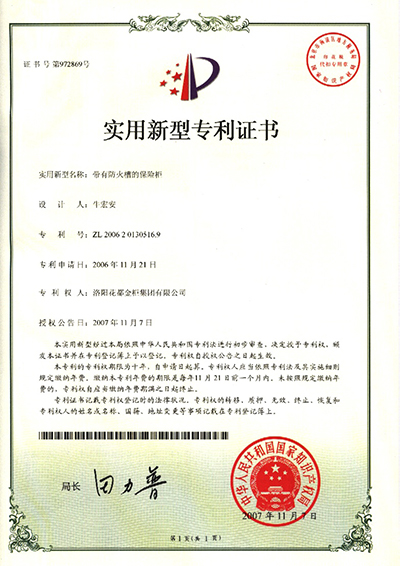 证书号第972869号
实用新型专利证书
实用新型名称：带有防火槽的保险柜
设计人：牛宏安
专利号：ZL 2006 2 0130516.9
专利申请日：2006年11月21日
专利权人：洛阳花都金柜集团有限公司
授权公告日：2007年11月7日
本实用新型经过本局依照中华人民共和国专利法进行初步审查，决定授予专利权，颁
发本证书并在专利登记簿上予以登记。专利权自授权公告之日起生效。
本专利的专利权期限为十年，自申请日起算。专利权人应当依照专利法及其实施细则
规定缴纳年费。缴纳本专利年费的期限是每年11月21日前一个月内。未按照规定缴纳年费
的，专利权自应当缴纳年费期满之日起终止。
专利证书记载专利权登记时的法律状况。专利权的转移、质押、无效、终止、恢复和
专利权人的姓名或名称、国籍、地址变更等事项记载在专利登记簿上。
局长
田力普
中华人民共和国国家知识产权局
2007年11月7日
第1页(共1页)